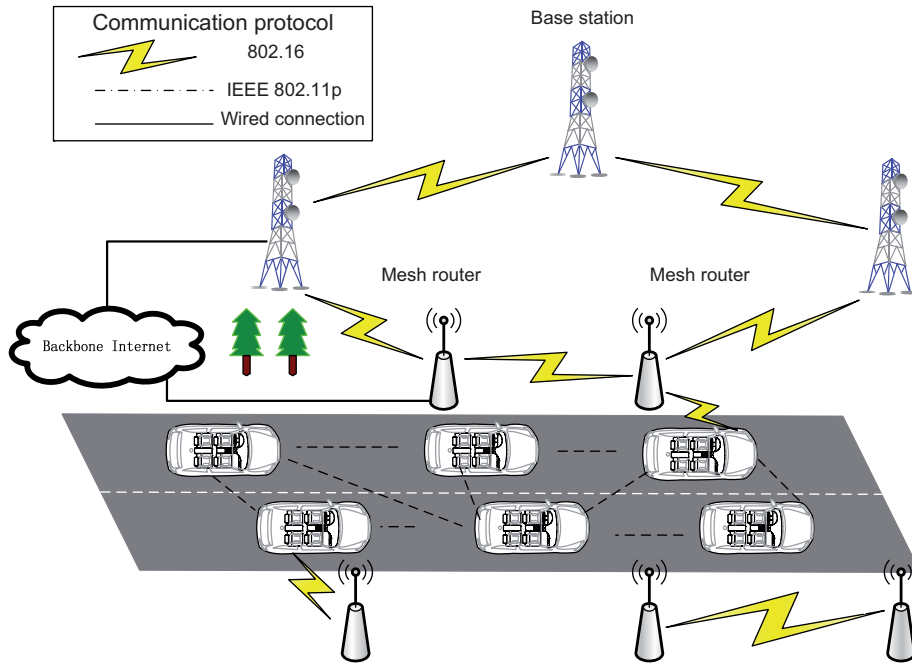 Communication protocol
802.16
IEEE 802.11p
Wired connection
Base station
Mesh router
Mesh router
Backbone Internet